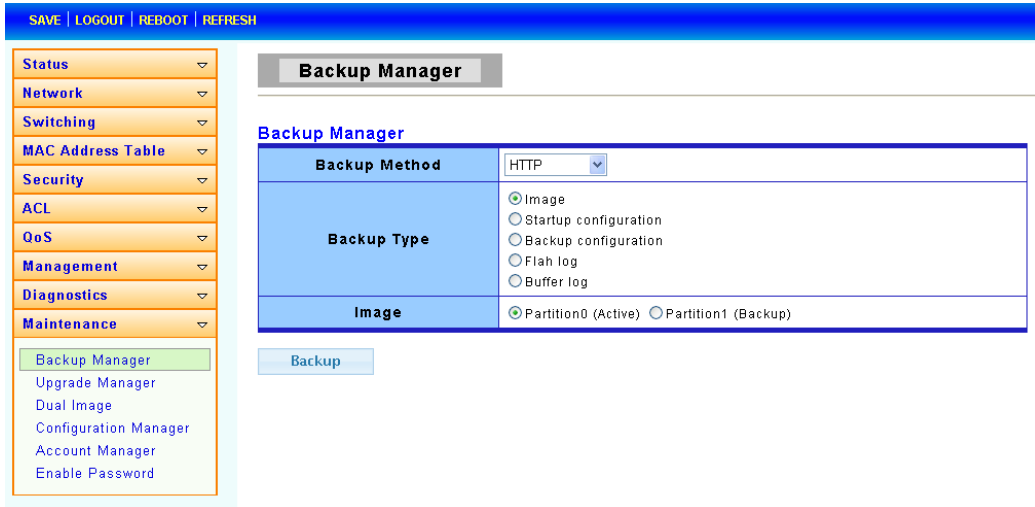 SAVE | LOGOUT | REBOOT | REFRESH
Status
Network
Switching
MAC Address Table
Security
ACL
QoS
Management
Diagnostics
Maintenance
Backup Manager
Upgrade Manager
Dual Image
Configuration Manager
Account Manager
Enable Password
Backup Manager
Backup Manager
Backup Method HTTP
Backup Type
Image
Startup configuration
Backup configuration
Flah log
Buffer log
Image Partition0 (Active) Partition1 (Backup)
Backup